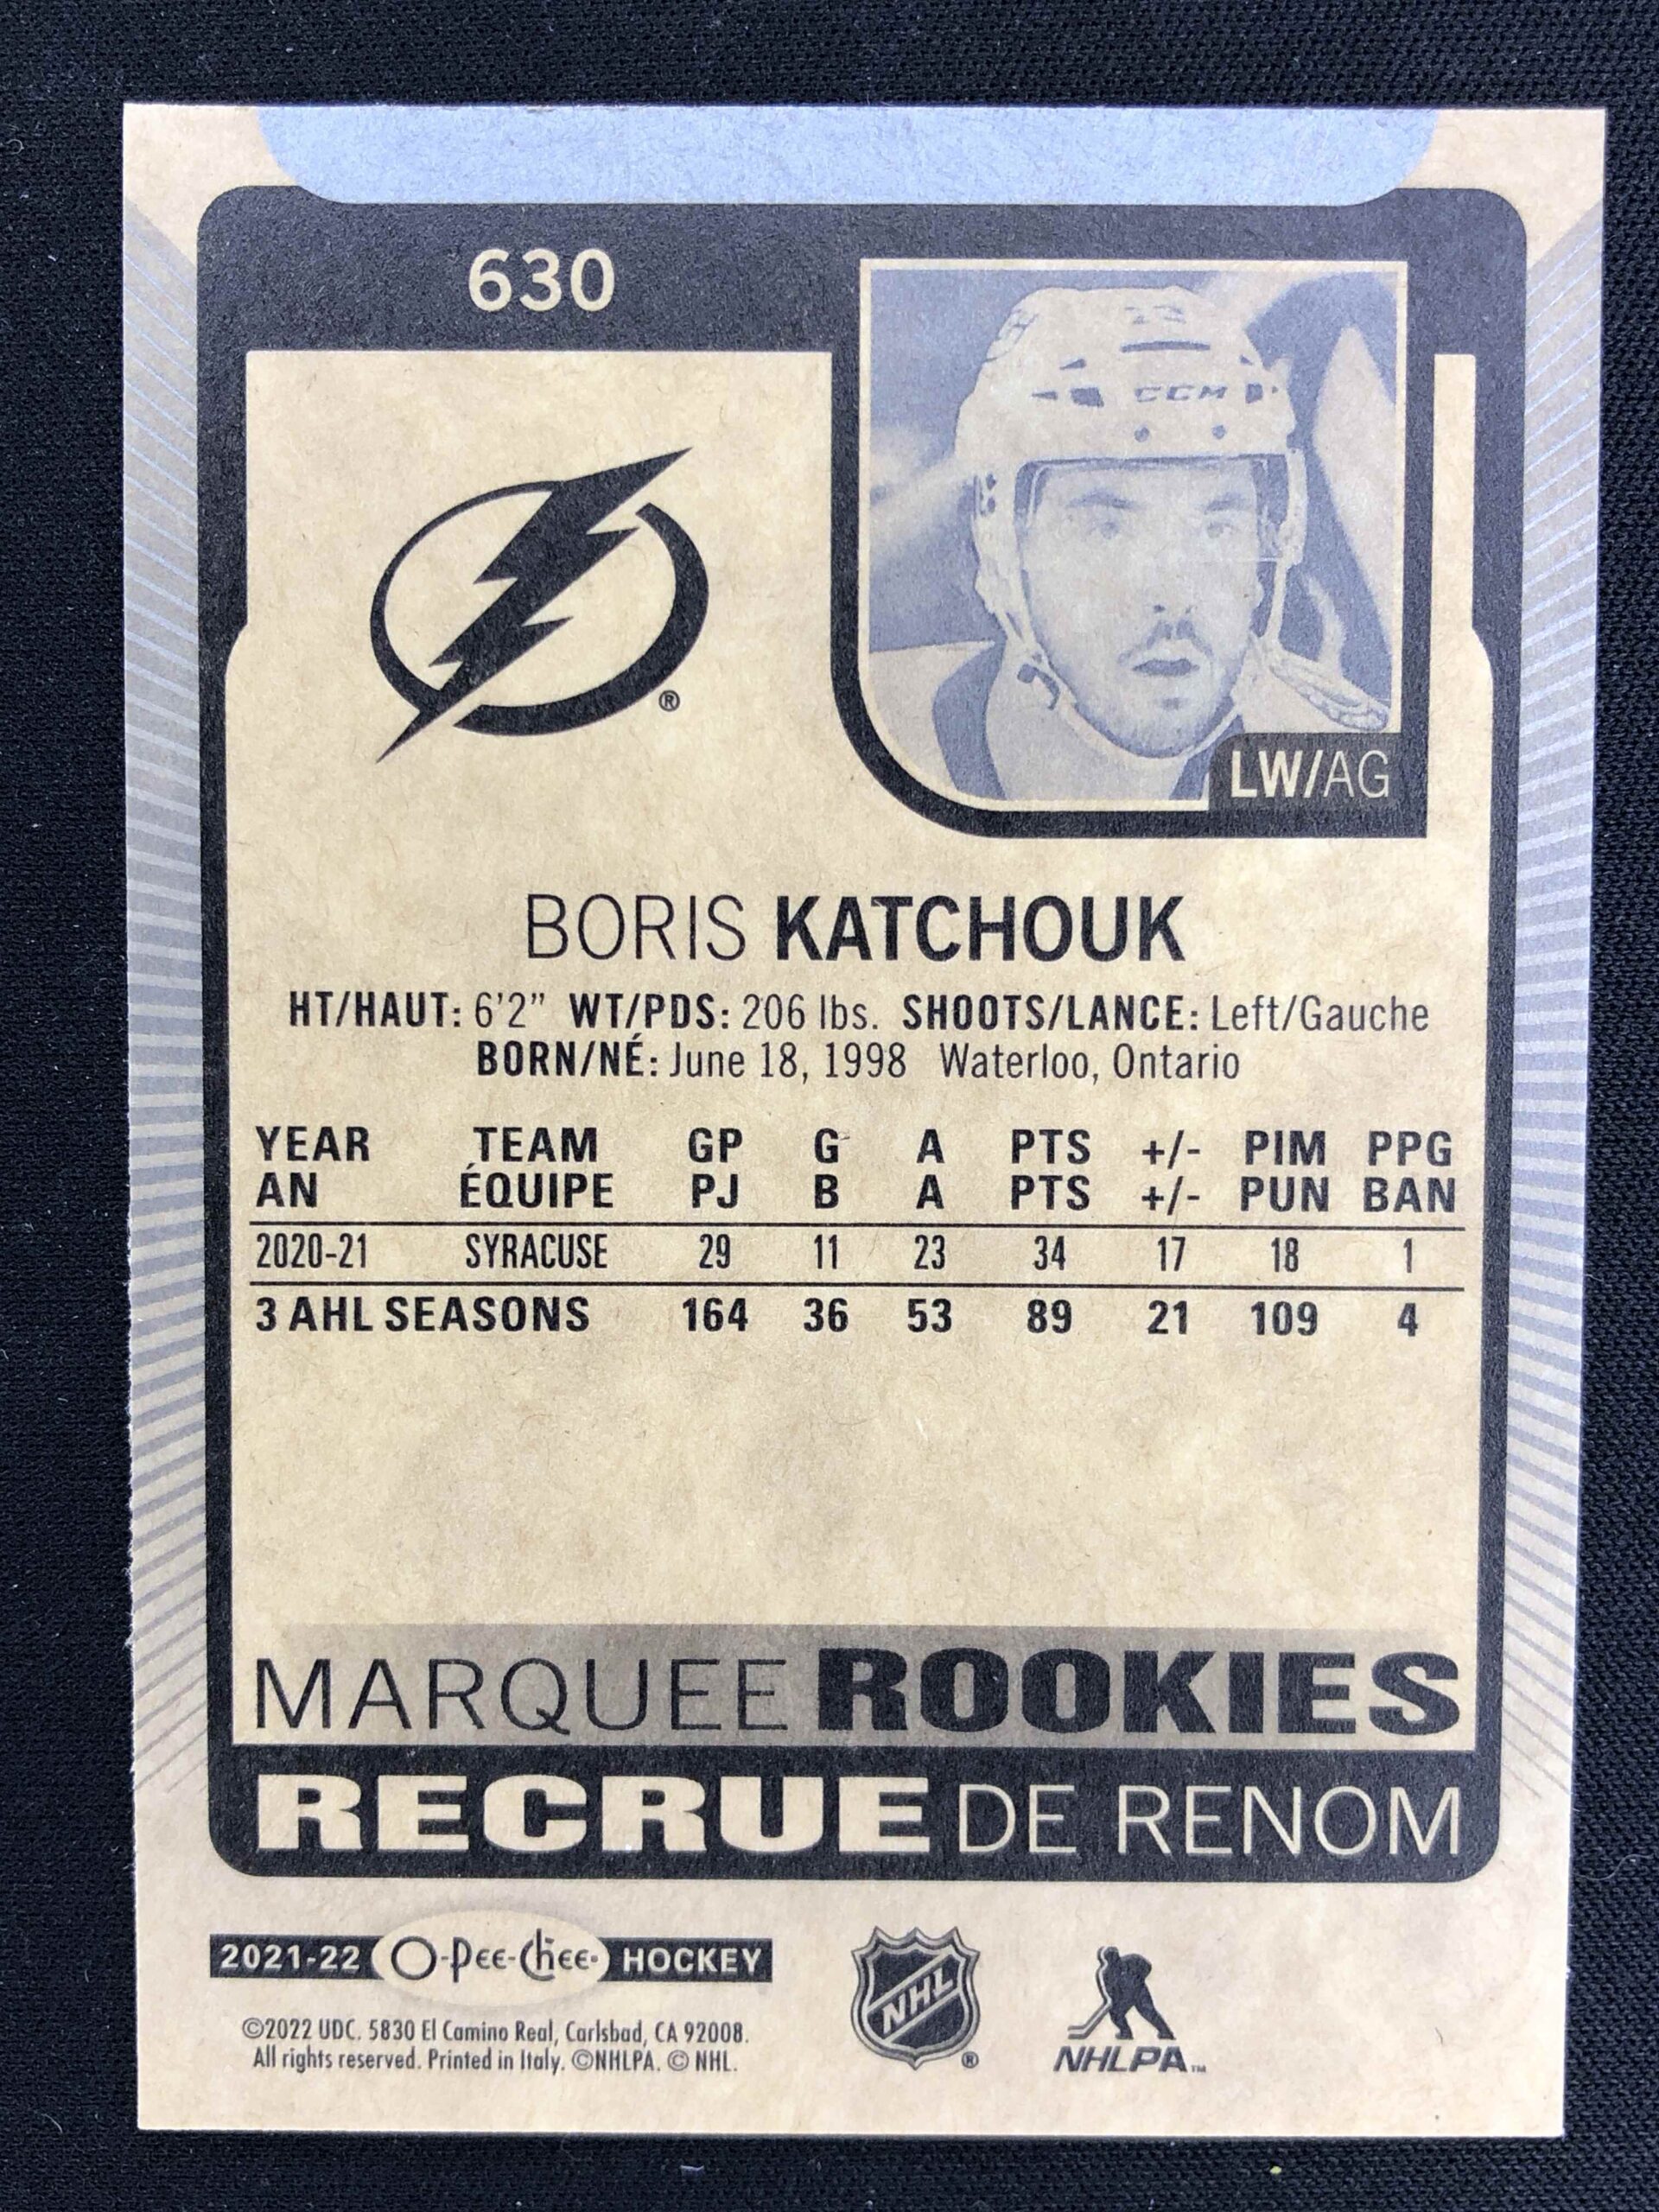 630
CCM
®
LW/AG
BORIS KATCHOUK
HT/HAUT: 6'2" WT/PDS: 206 lbs. SHOOTS/LANCE: Left/Gauche
BORN/NÉ: June 18, 1998 Waterloo, Ontario
YEAR TEAM GP G A PTS +/- PIM PPG
AN ÉQUIPE PJ B A PTS +/- PUN BAN
2020-21 SYRACUSE 29 11 23 34 17 18 1
3 AHL SEASONS 164 36 53 89 21 109 4
MARQUEE ROOKIES
RECRUE DE RENOM
2021-22 O-Pee-Chee® HOCKEY
©2022 UDC. 5830 El Camino Real, Carlsbad, CA 92008.
All rights reserved. Printed in Italy. ©NHLPA. © NHL.
NHL ®
NHLPA™